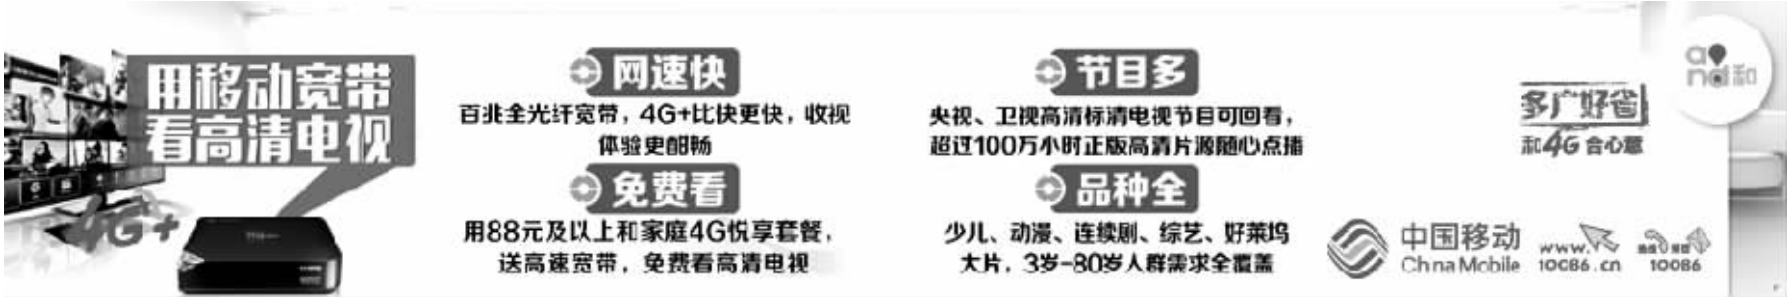 用移动宽带
看高清电视
4G+
网速快
百兆全光纤宽带，4G+比快更快，收视
体验更酣畅
免费看
用88元及以上和家庭4G悦享套餐，
送高速宽带，免费看高清电视
节目多
央视、卫视高清标清电视节目可回看，
超过100万小时正版高清片源随心点播
品种全
少儿、动漫、连续剧、综艺、好莱坞
大片，3岁-80岁人群需求全覆盖
and和
多广好省
和4G 合心意
中国移动
China Mobile
www.
10086.cn
10086